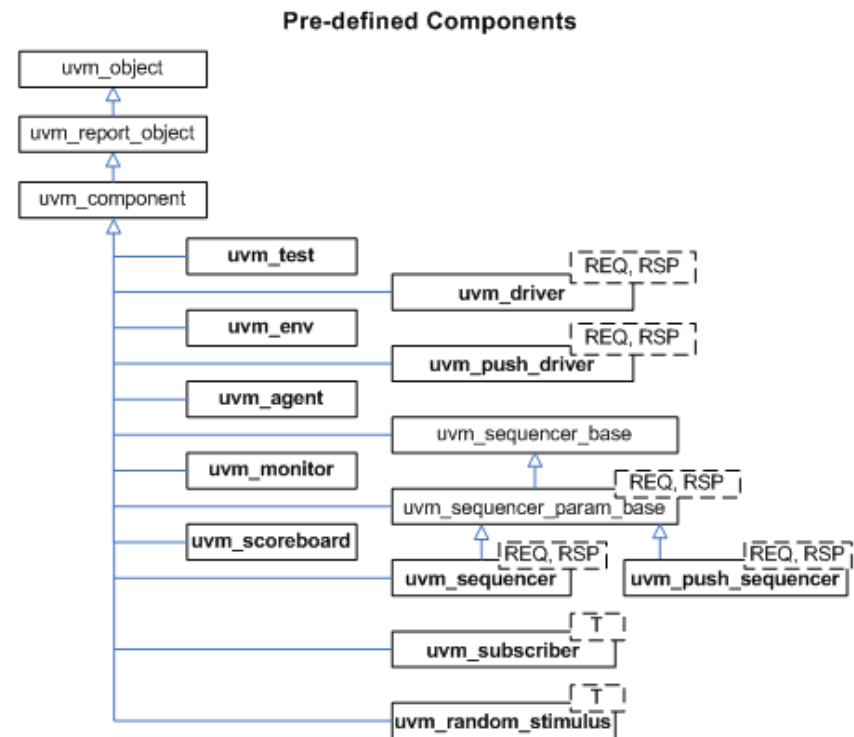 Pre-defined Components
uvm_object
uvm_report_object
uvm_component
uvm_test
REQ, RSP
uvm_driver
uvm_env
REQ, RSP
uvm_push_driver
uvm_agent
uvm_sequencer_base
uvm_monitor
REQ, RSP
uvm_sequencer_param_base
uvm_scoreboard
REQ, RSP
REQ, RSP
uvm_sequencer
uvm_push_sequencer
T
uvm_subscriber
T
uvm_random_stimulus